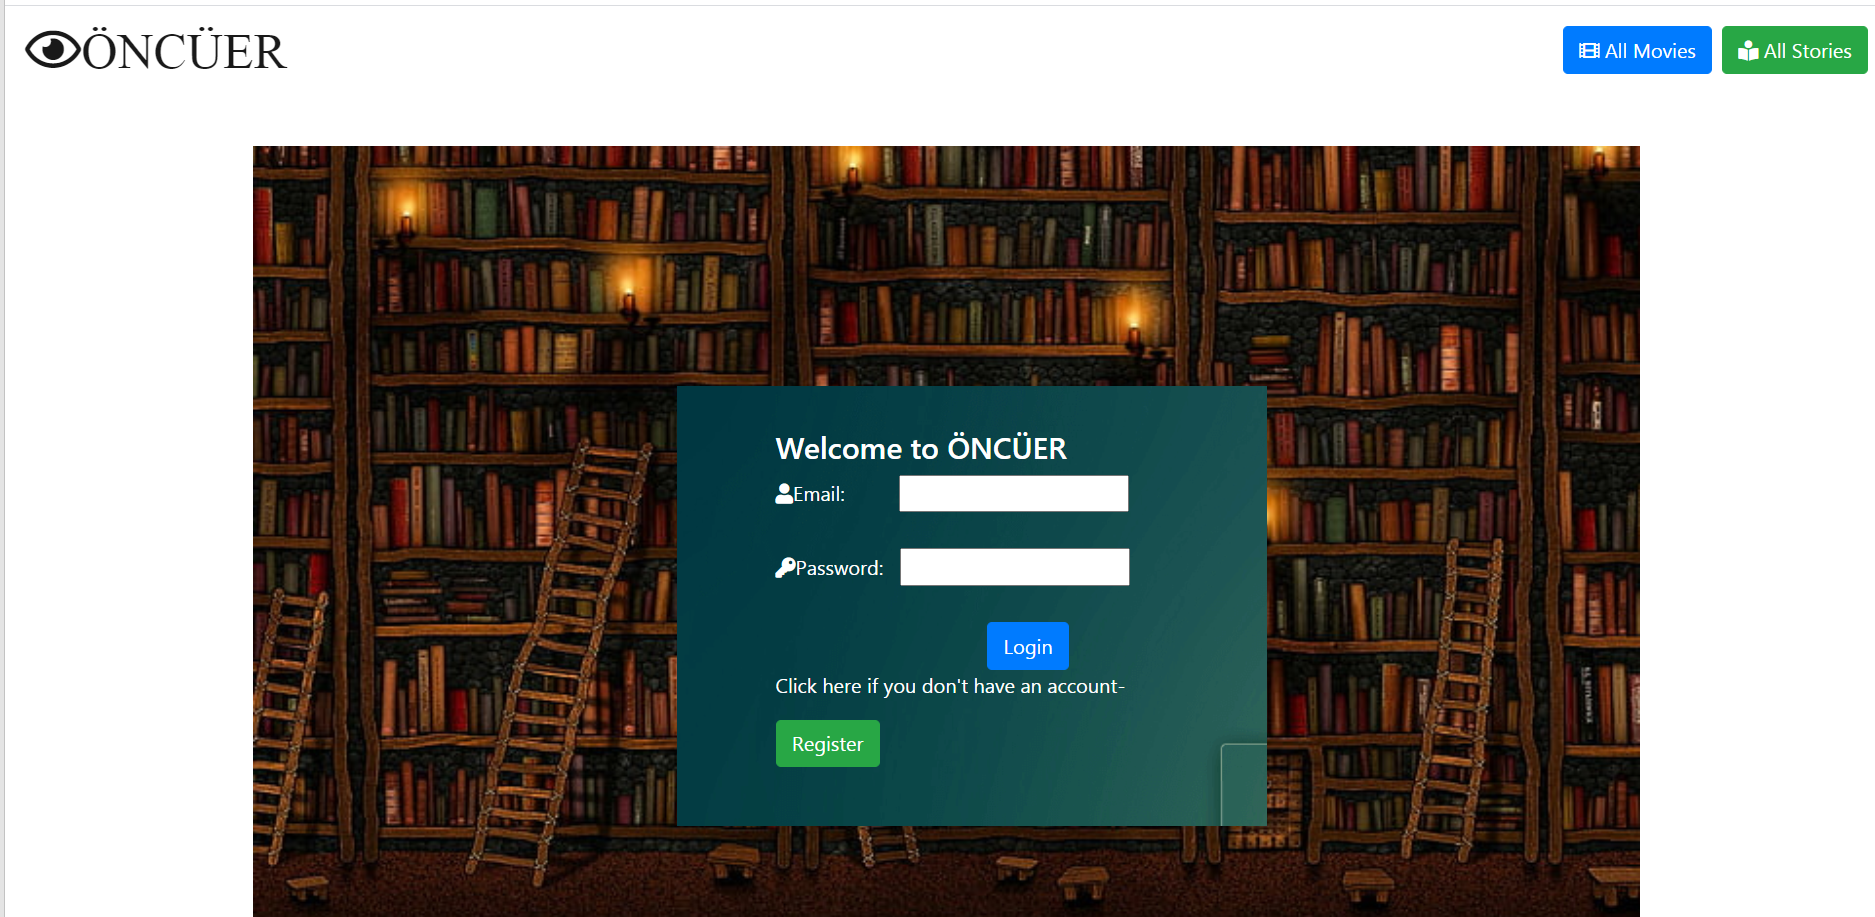 ÖNCÜER
All Movies
All Stories
Welcome to ÖNCÜER
Email:
Password:
Login
Click here if you don't have an account-
Register